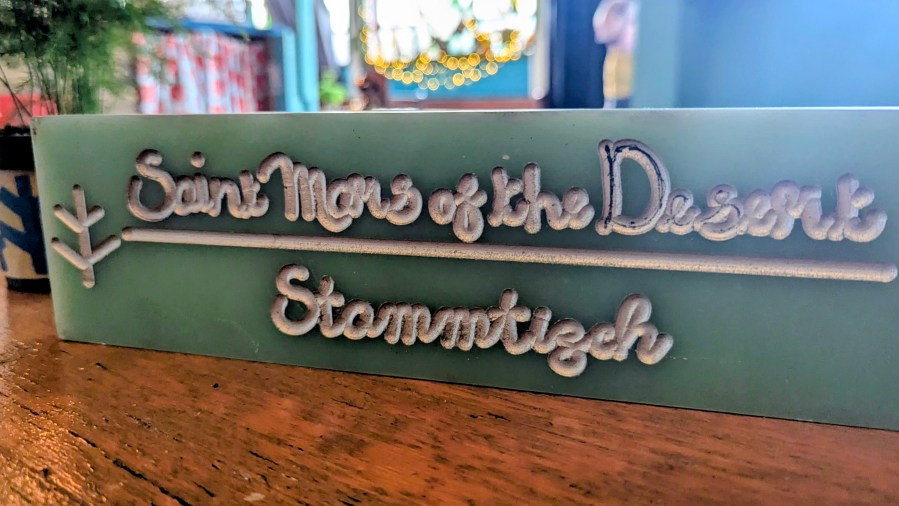 Saint Mars of the Desert
Stammtisch